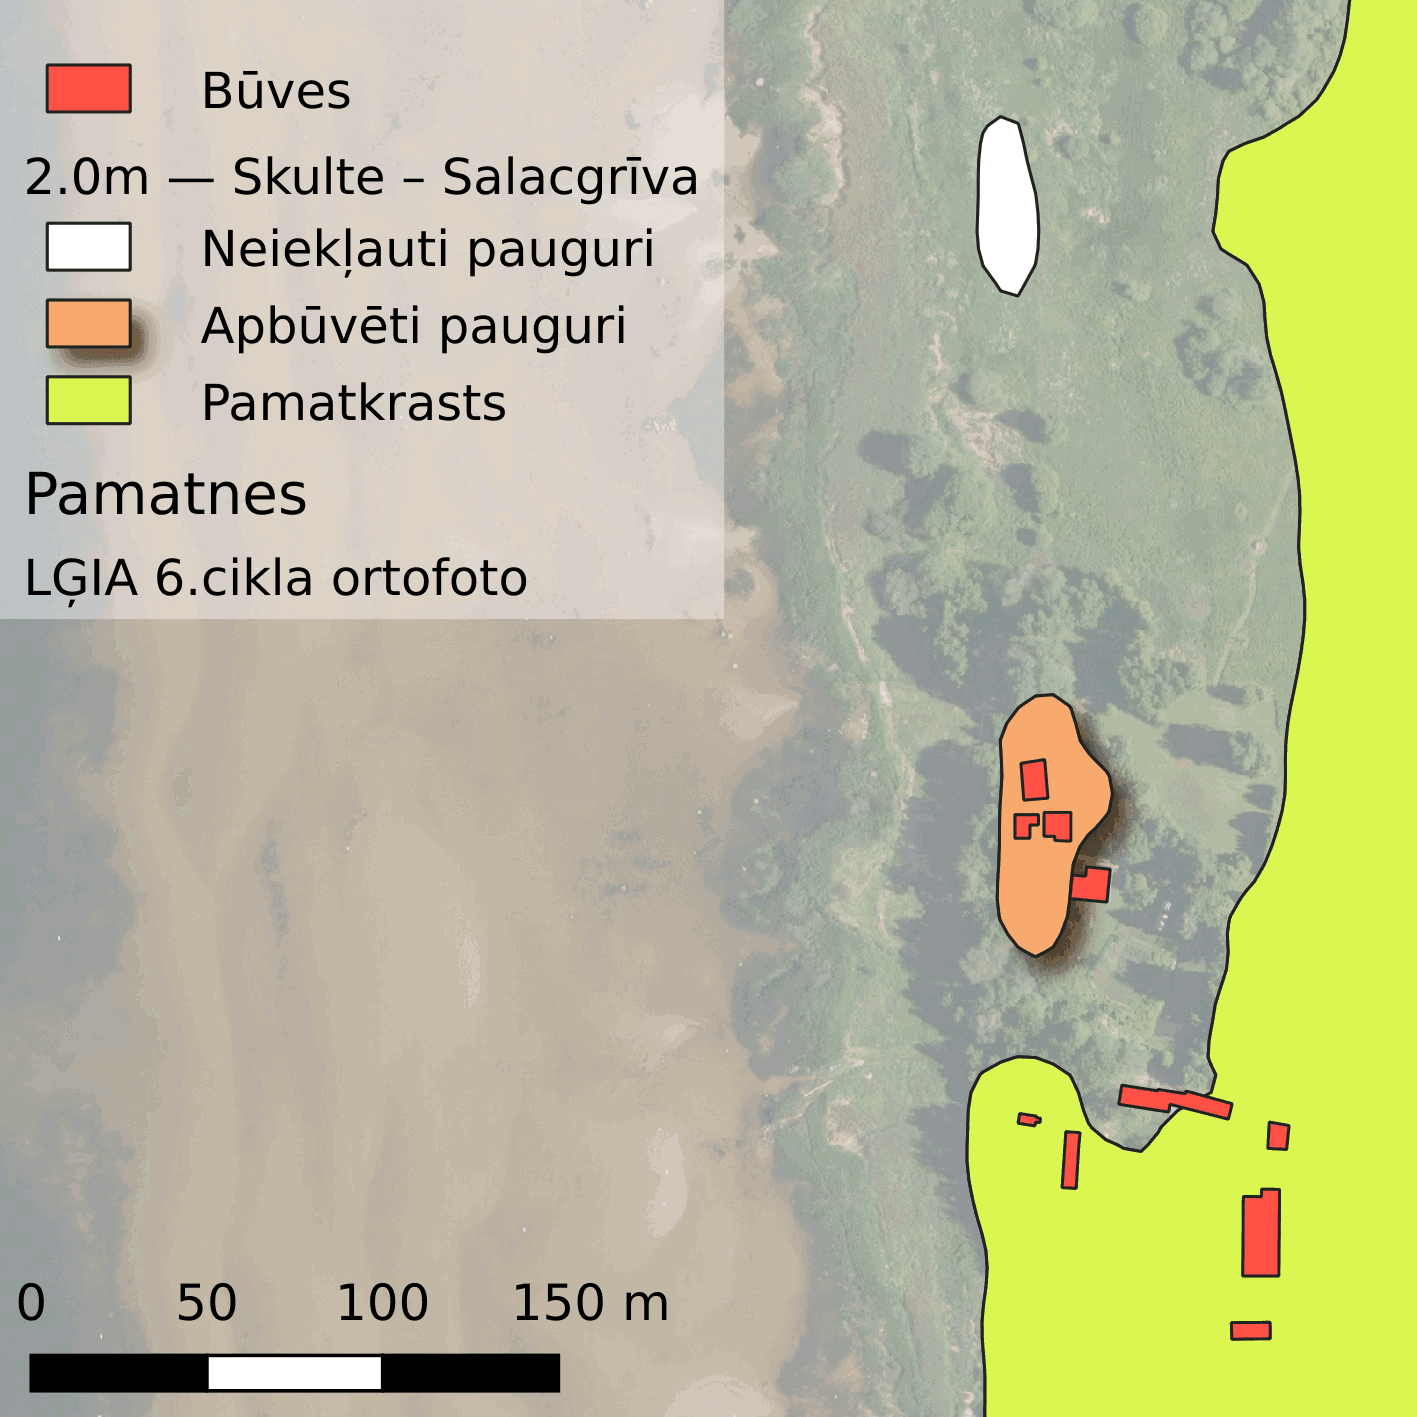 Būves
2.0m — Skulte – Salacgrīva
Neiekļauti pauguri
Apbūvēti pauguri
Pamatkrasts
Pamatnes
LĢIA 6.cikla ortofoto
0 50 100 150 m